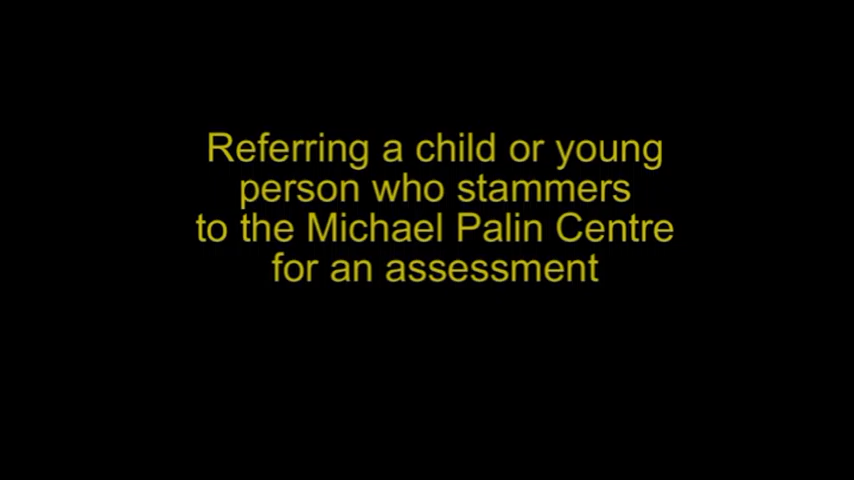 Referring a child or young
person who stammers
to the Michael Palin Centre
for an assessment